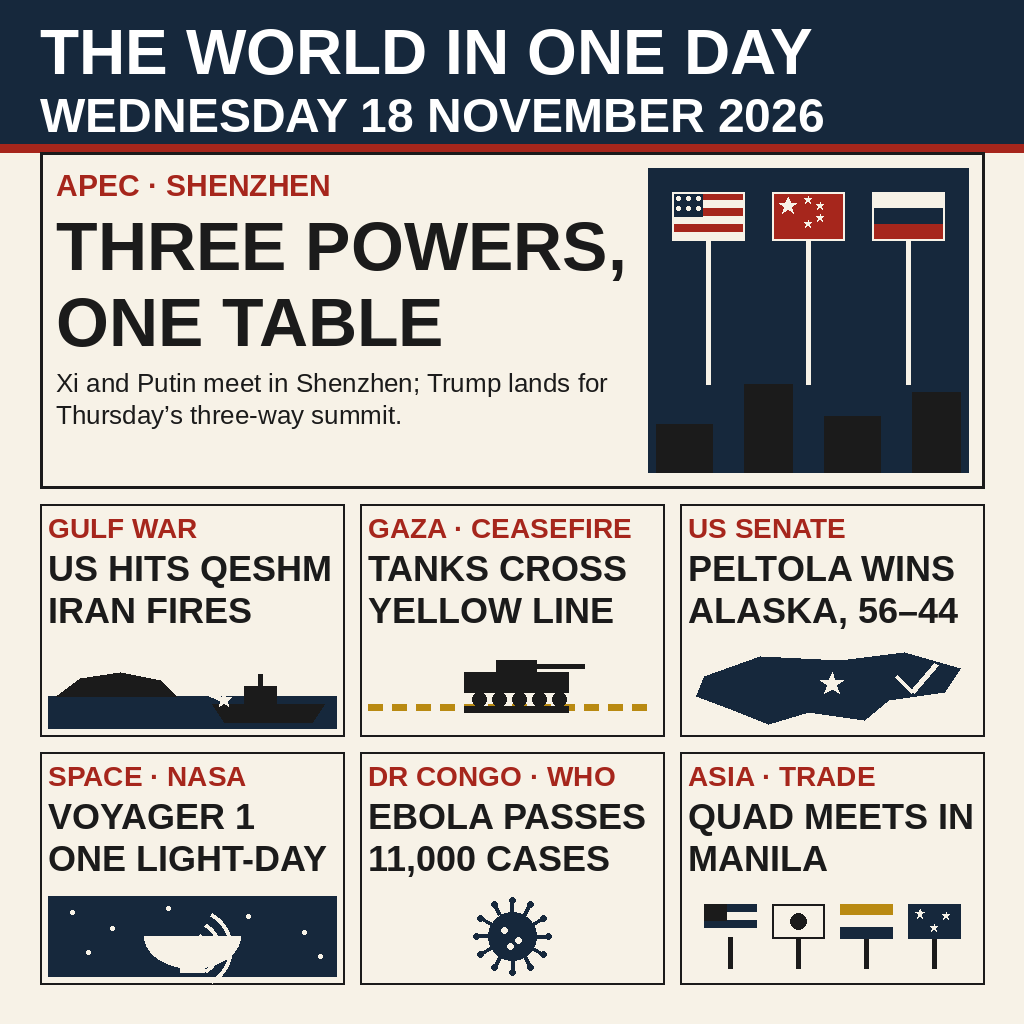 THE WORLD IN ONE DAY
WEDNESDAY 18 NOVEMBER 2026
APEC · SHENZHEN
THREE POWERS,
ONE TABLE
Xi and Putin meet in Shenzhen; Trump lands for
Thursday’s three-way summit.
GULF WAR
US HITS QESHM
IRAN FIRES
GAZA · CEASEFIRE
TANKS CROSS
YELLOW LINE
US SENATE
PELTOLA WINS
ALASKA, 56–44
SPACE · NASA
VOYAGER 1
ONE LIGHT-DAY
DR CONGO · WHO
EBOLA PASSES
11,000 CASES
ASIA · TRADE
QUAD MEETS IN
MANILA